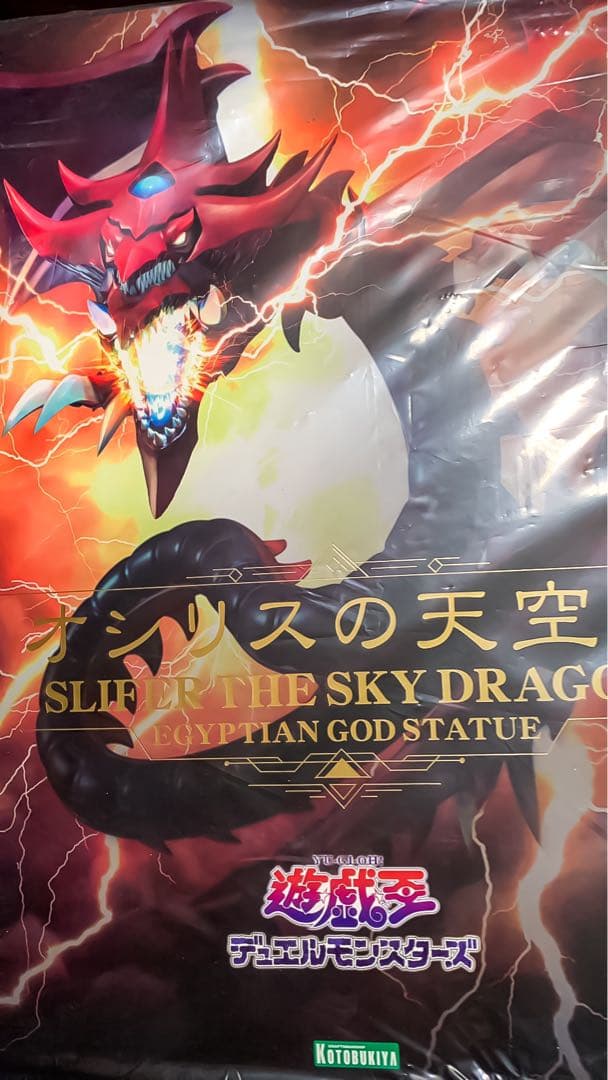 オシリスの天空
SLIFER THE SKY DRAGO
EGYPTIAN GOD STATUE
YU-GI-OH!
遊戯王
デュエルモンスターズ
KOTOBUKIYA